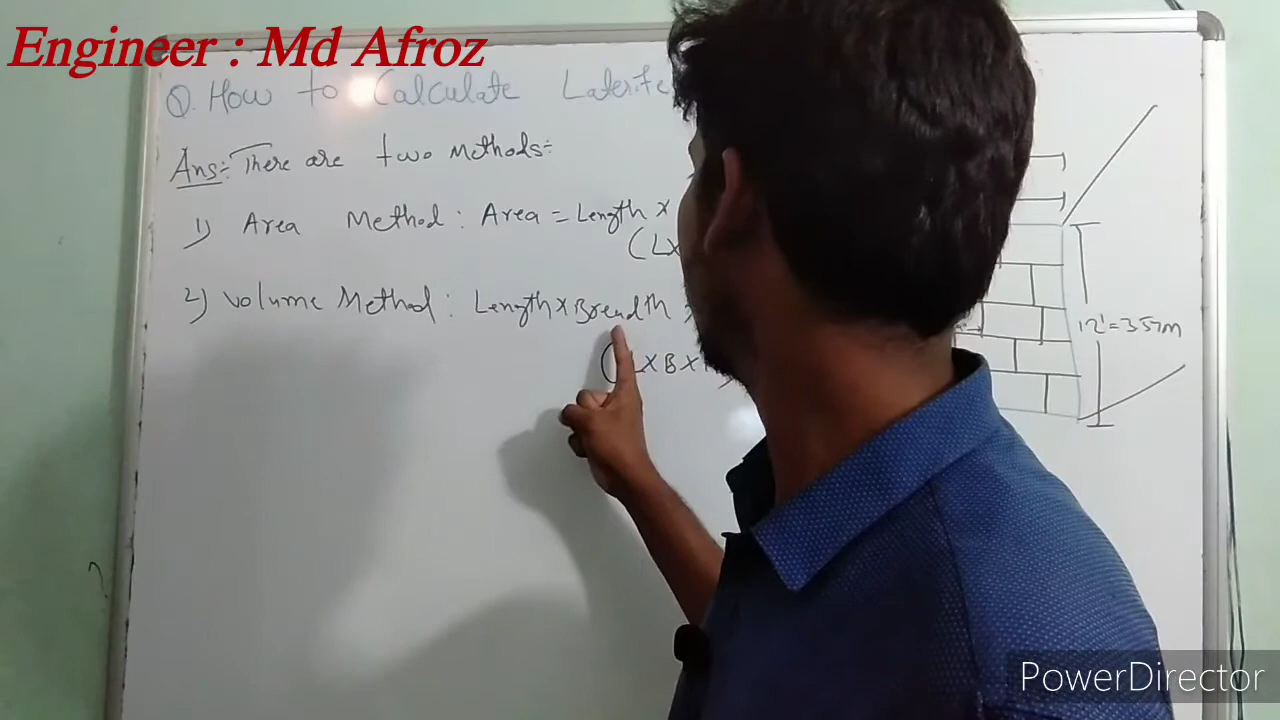 Engineer : Md Afroz
Q. How to Calculate Laterite
Ans:- There are two Methods:-
1) Area Method : Area = Length x
(Lx
2) Volume Method : Length x Breadth
x B x
12' = 3.57m
PowerDirector